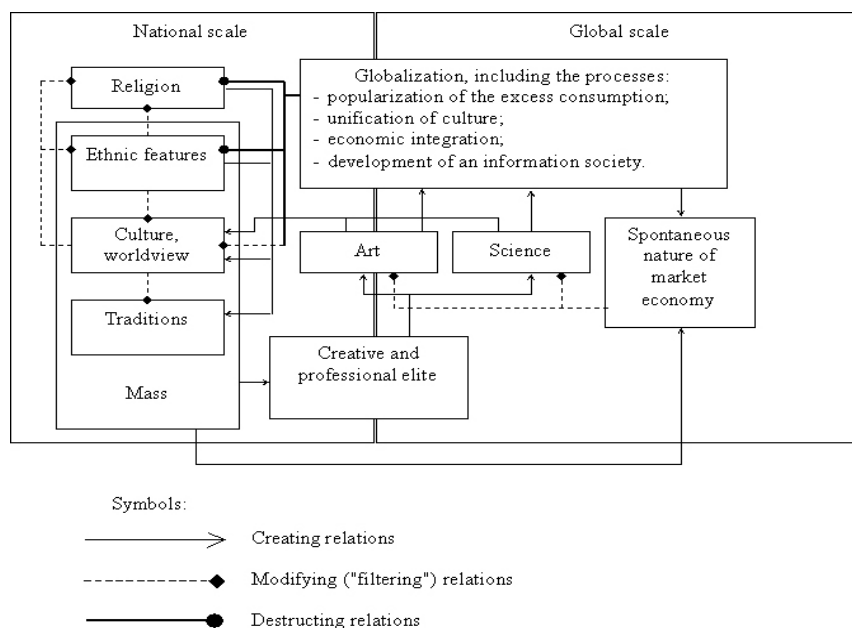 National scale
Global scale
Religion
Ethnic features
Culture,
worldview
Traditions
Mass
Globalization, including the processes:
- popularization of the excess consumption;
- unification of culture;
- economic integration;
- development of an information society.
Art
Science
Spontaneous
nature of
market
economy
Creative and
professional elite
Symbols:
Creating relations
Modifying ("filtering") relations
Destructing relations